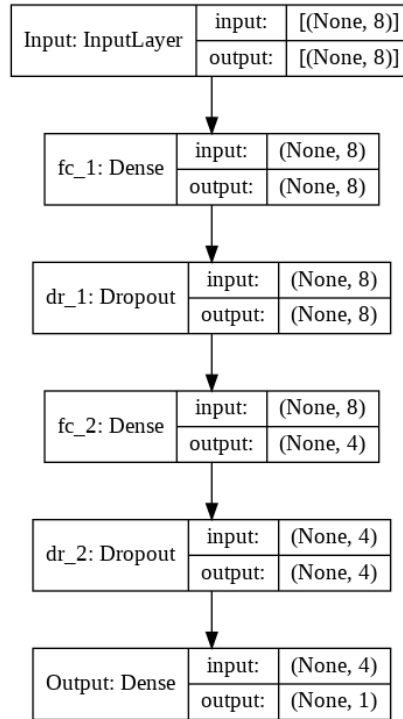 Input: InputLayer
input: [(None, 8)]
output: [(None, 8)]
fc_1: Dense
input: (None, 8)
output: (None, 8)
dr_1: Dropout
input: (None, 8)
output: (None, 8)
fc_2: Dense
input: (None, 8)
output: (None, 4)
dr_2: Dropout
input: (None, 4)
output: (None, 4)
Output: Dense
input: (None, 4)
output: (None, 1)